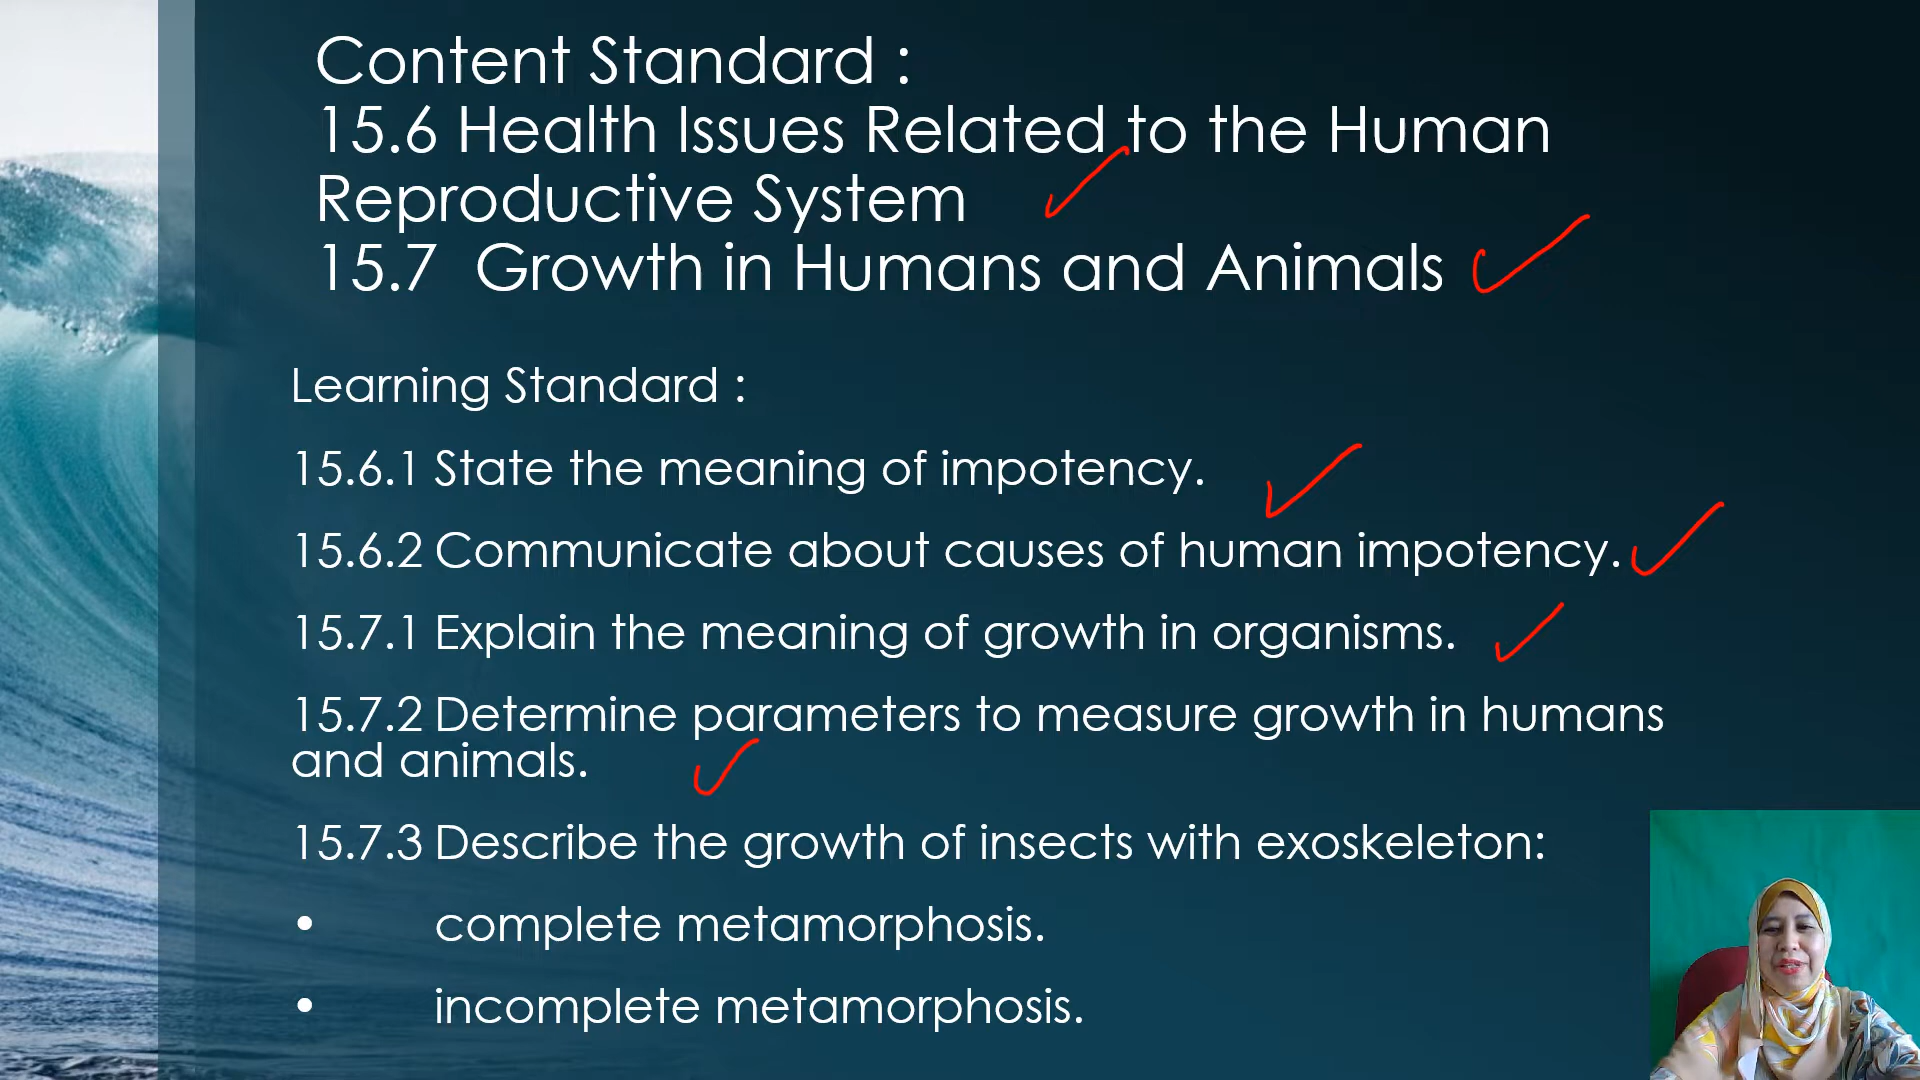 Content Standard :
15.6 Health Issues Related to the Human
Reproductive System
15.7 Growth in Humans and Animals
Learning Standard :
15.6.1 State the meaning of impotency.
15.6.2 Communicate about causes of human impotency.
15.7.1 Explain the meaning of growth in organisms.
15.7.2 Determine parameters to measure growth in humans
and animals.
15.7.3 Describe the growth of insects with exoskeleton:
• complete metamorphosis.
• incomplete metamorphosis.